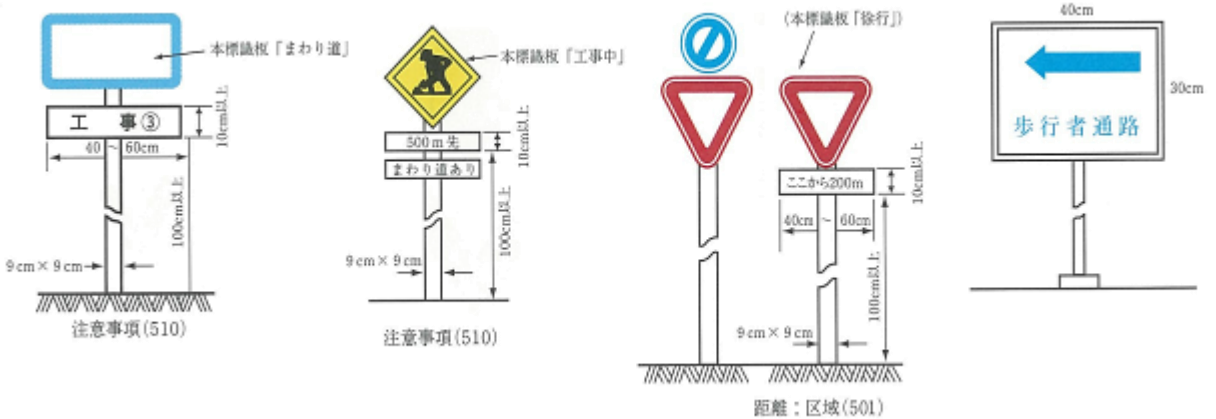 本標識板「まわり道」
工事③
10cm以上
40～60cm
100cm以上
9cm×9cm
注意事項(510)
本標識板「工事中」
500m先
10cm以上
まわり道あり
100cm以上
9cm×9cm
注意事項(510)
(本標識板「徐行」)
ここから200m
10cm以上
40cm～60cm
100cm以上
9cm×9cm
距離：区域(501)
40cm
30cm
歩行者通路